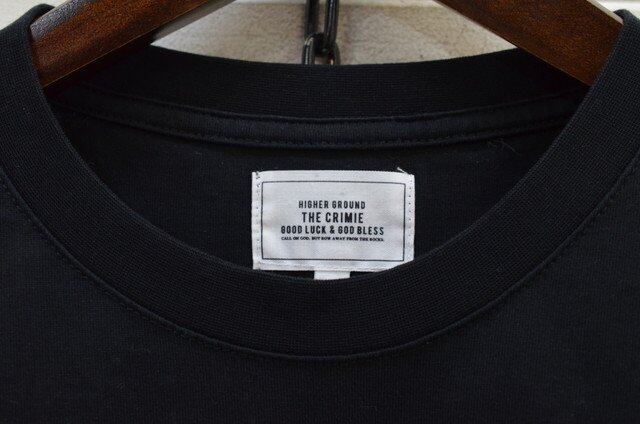 HIGHER GROUND
THE CRIMIE
GOOD LUCK & GOD BLESS
CALL ON GOD, BUT ROW AWAY FROM THE ROCKS.